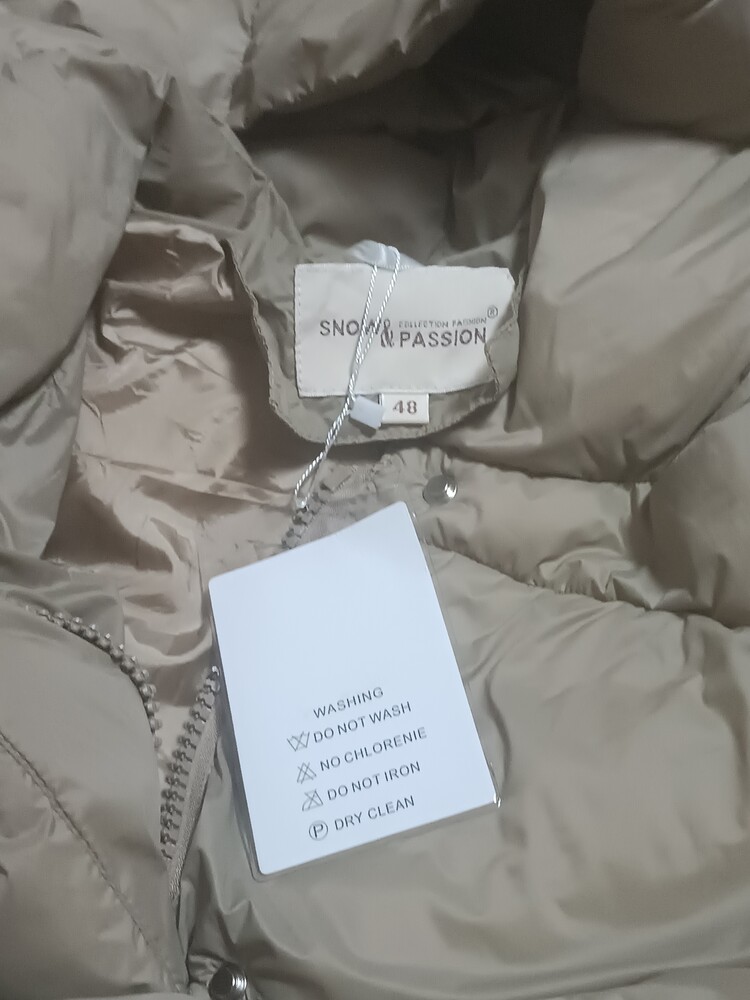 SNOW & PASSION
COLLECTION FASHION ®
48
WASHING
DO NOT WASH
NO CHLORENIE
DO NOT IRON
P DRY CLEAN